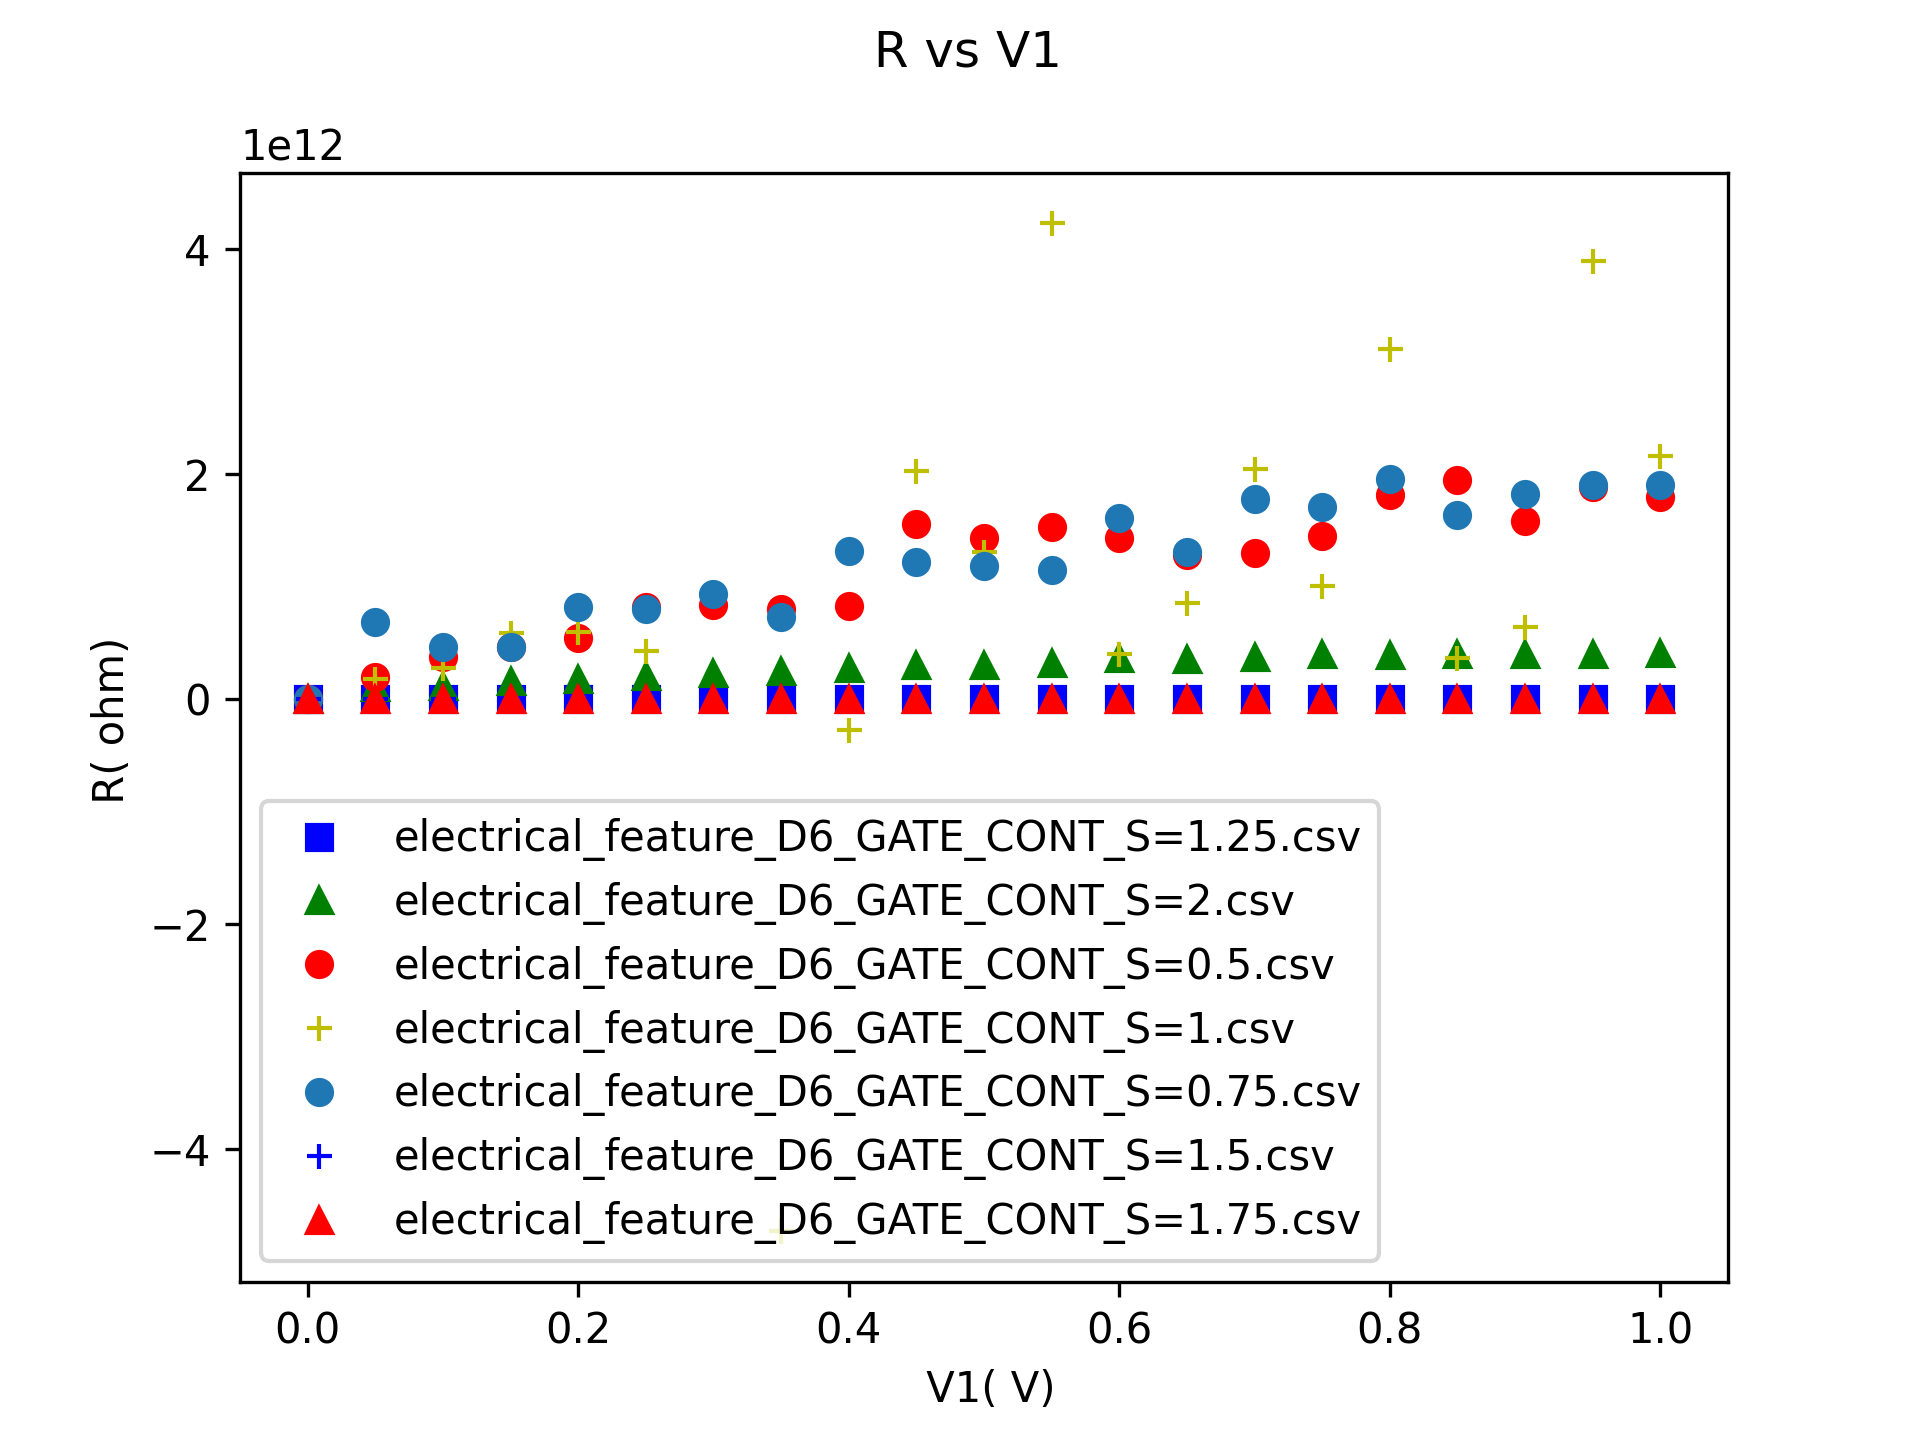 R vs V1
1e12
4
2
0
−2
−4
R( ohm)
electrical_feature_D6_GATE_CONT_S=1.25.csv
electrical_feature_D6_GATE_CONT_S=2.csv
electrical_feature_D6_GATE_CONT_S=0.5.csv
electrical_feature_D6_GATE_CONT_S=1.csv
electrical_feature_D6_GATE_CONT_S=0.75.csv
electrical_feature_D6_GATE_CONT_S=1.5.csv
electrical_feature_D6_GATE_CONT_S=1.75.csv
0.0 0.2 0.4 0.6 0.8 1.0
V1( V)